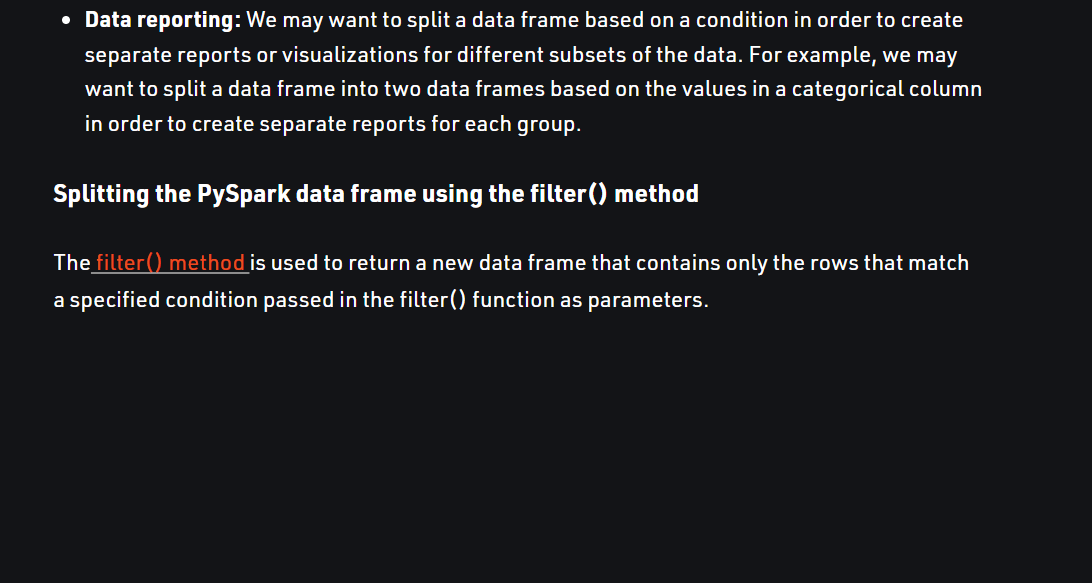 • Data reporting: We may want to split a data frame based on a condition in order to create
separate reports or visualizations for different subsets of the data. For example, we may
want to split a data frame into two data frames based on the values in a categorical column
in order to create separate reports for each group.
Splitting the PySpark data frame using the filter() method
The filter() method is used to return a new data frame that contains only the rows that match
a specified condition passed in the filter() function as parameters.